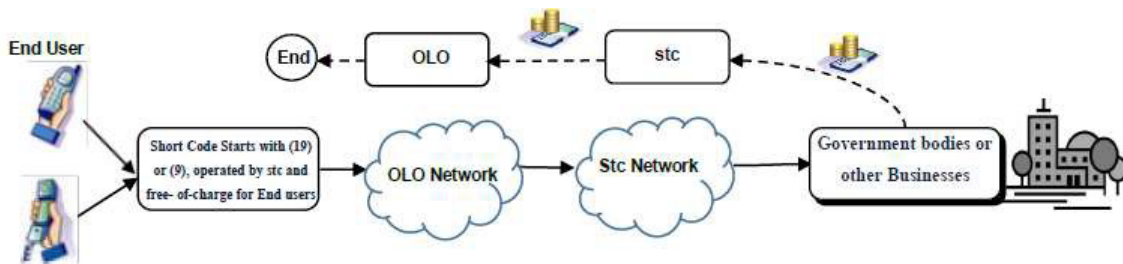 End User
End
OLO
stc
Short Code Starts with (19)
or (9), operated by stc and
free- of-charge for End users
OLO Network
Stc Network
Government bodies or
other Businesses